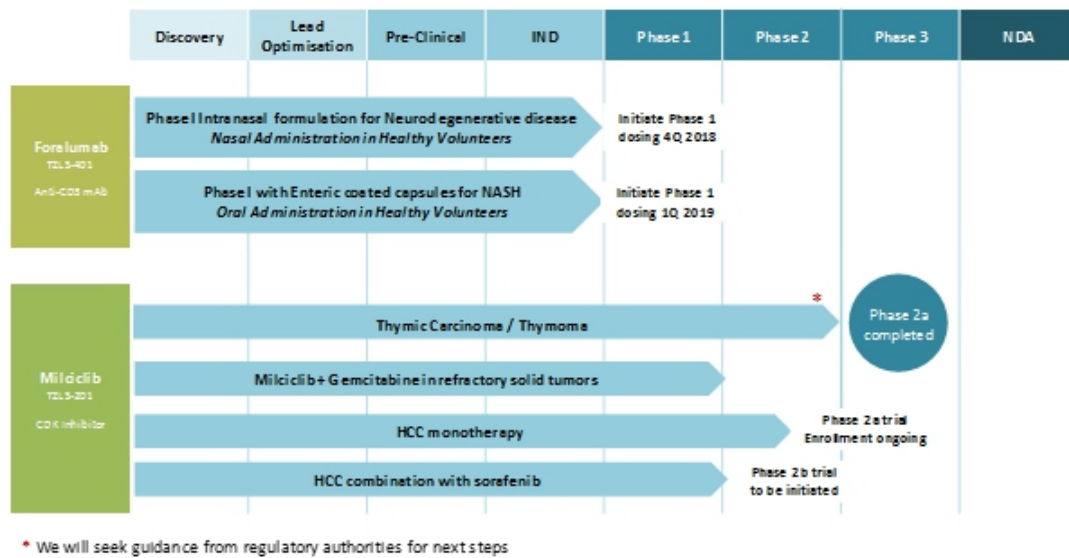 Discovery
Lead
Optimisation
Pre-Clinical
IND
Phase 1
Phase 2
Phase 3
NDA
Foralumab
TZLS-401
Anti-CD3 mAb
Phase I Intranasal formulation for Neurodegenerative disease
Nasal Administration in Healthy Volunteers
Initiate Phase 1
dosing 4Q 2018
Phase I with Enteric coated capsules for NASH
Oral Administration in Healthy Volunteers
Initiate Phase 1
dosing 1Q 2019
Milciclib
TZLS-201
CDK Inhibitor
*
Thymic Carcinoma / Thymoma
Phase 2a
completed
Milciclib + Gemcitabine in refractory solid tumors
HCC monotherapy
Phase 2a trial
Enrollment ongoing
HCC combination with sorafenib
Phase 2b trial
to be initiated
* We will seek guidance from regulatory authorities for next steps